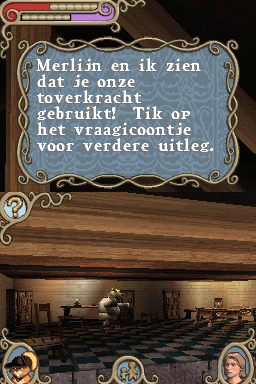 Merlijn en ik zien
dat je onze
toverkracht
gebruikt! Tik op
het vraagicoontje
voor verdere uitleg.
?